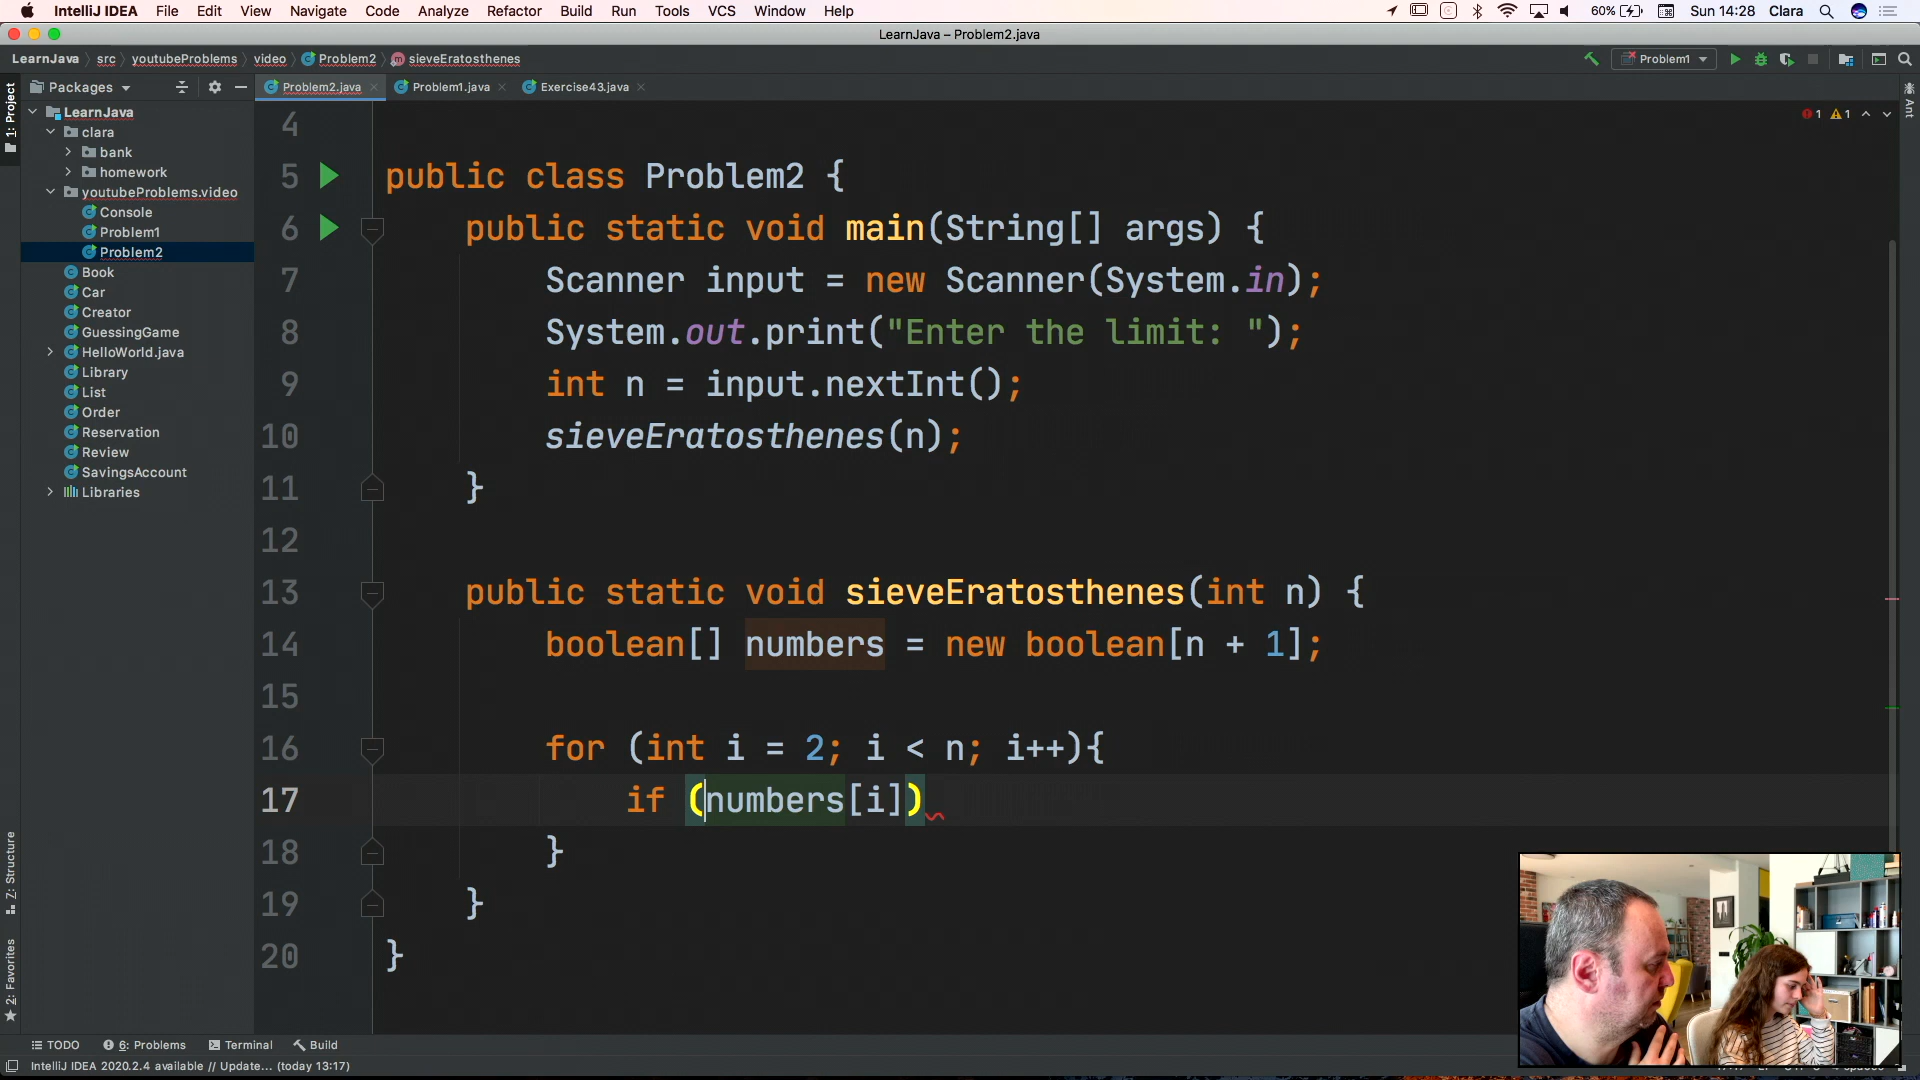 IntelliJ IDEA File Edit View Navigate Code Analyze Refactor Build Run Tools VCS Window Help 60% Sun 14:28 Clara
LearnJava – Problem2.java
LearnJava src youtubeProblems video Problem2 sieveEratosthenes Problem1
Packages Problem2.java Problem1.java Exercise43.java
1: Project
Ant
LearnJava
clara
bank
homework
youtubeProblems.video
Console
Problem1
Problem2
Book
Car
Creator
GuessingGame
HelloWorld.java
Library
List
Order
Reservation
Review
SavingsAccount
Libraries
1 1
4
5 public class Problem2 {
6 public static void main(String[] args) {
7 Scanner input = new Scanner(System.in);
8 System.out.print("Enter the limit: ");
9 int n = input.nextInt();
10 sieveEratosthenes(n);
11 }
12
13 public static void sieveEratosthenes(int n) {
14 boolean[] numbers = new boolean[n + 1];
15
16 for (int i = 2; i < n; i++){
17 if (numbers[i])
18 }
19 }
20 }
Z: Structure
2: Favorites
TODO 6: Problems Terminal Build
IntelliJ IDEA 2020.2.4 available // Update... (today 13:17)